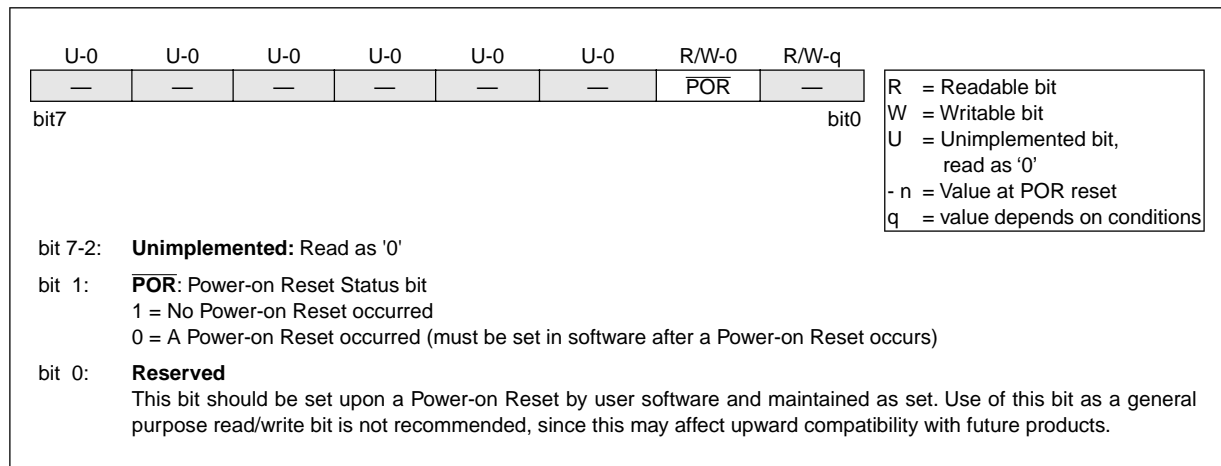 U-0 U-0 U-0 U-0 U-0 U-0 R/W-0 R/W-q
— — — — — — P̅O̅R̅ —
bit7 bit0
R = Readable bit
W = Writable bit
U = Unimplemented bit,
read as ‘0’
- n = Value at POR reset
q = value depends on conditions
bit 7-2: Unimplemented: Read as '0'
bit 1: P̅O̅R̅: Power-on Reset Status bit
1 = No Power-on Reset occurred
0 = A Power-on Reset occurred (must be set in software after a Power-on Reset occurs)
bit 0: Reserved
This bit should be set upon a Power-on Reset by user software and maintained as set. Use of this bit as a general
purpose read/write bit is not recommended, since this may affect upward compatibility with future products.